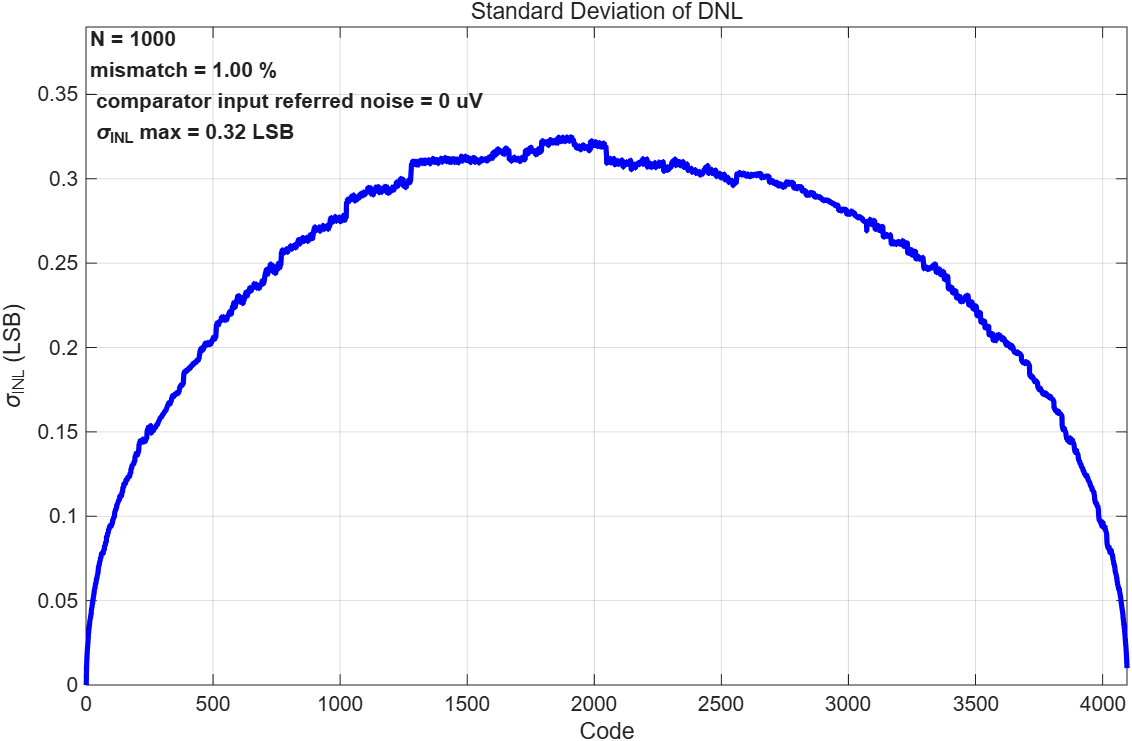 Standard Deviation of DNL
N = 1000
mismatch = 1.00 %
comparator input referred noise = 0 uV
σINL max = 0.32 LSB
σINL (LSB)
0.35
0.3
0.25
0.2
0.15
0.1
0.05
0
0 500 1000 1500 2000 2500 3000 3500 4000
Code